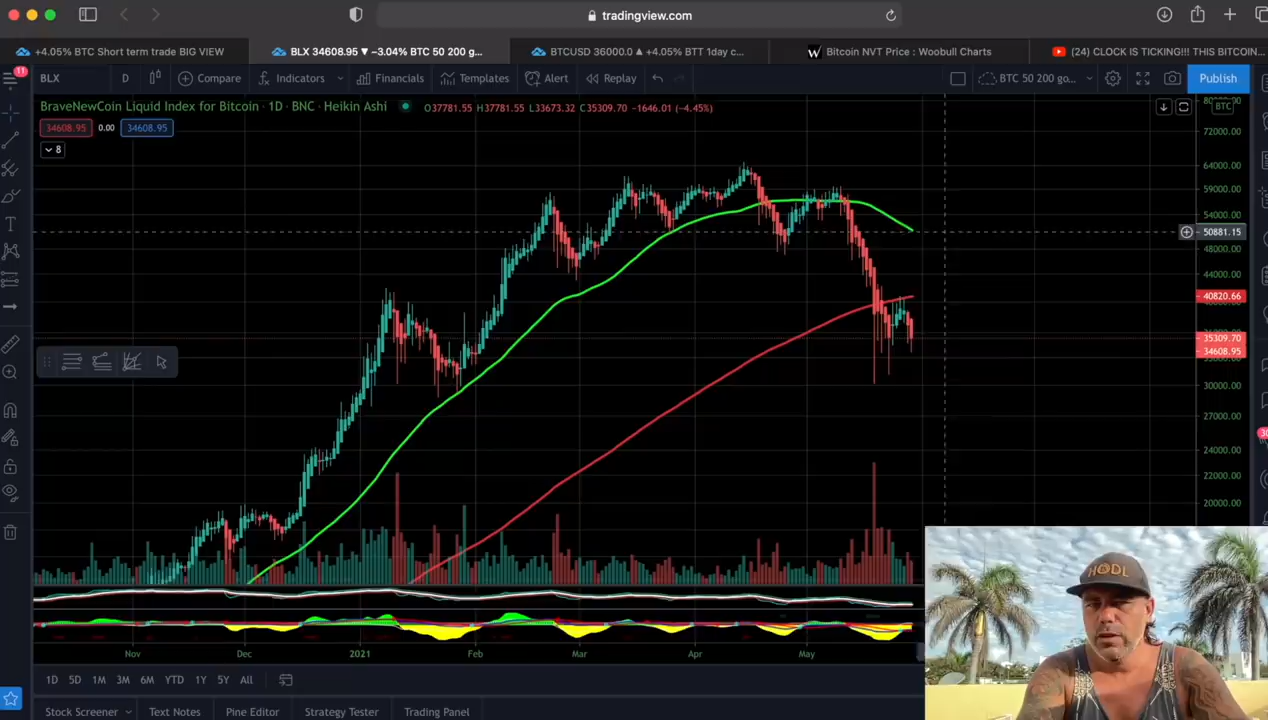 tradingview.com
+4.05% BTC Short term trade BIG VIEW
BLX 34608.95 ▼ −3.04% BTC 50 200 g...
BTCUSD 36000.0 ▲ +4.05% BTT 1day c...
W Bitcoin NVT Price : Woobull Charts
(24) CLOCK IS TICKING!!! THIS BITCOIN...
11
BLX
D
Compare
Indicators
Financials
Templates
Alert
Replay
BTC 50 200 go...
Publish
BraveNewCoin Liquid Index for Bitcoin · 1D · BNC · Heikin Ashi
O37781.55 H37781.55 L33673.32 C35309.70 −1646.01 (−4.45%)
BTC
34608.95 0.00 34608.95
8
72000.00
64000.00
59000.00
54000.00
50881.15
48000.00
44000.00
40820.66
35309.70
34608.95
30000.00
27000.00
24000.00
22000.00
20000.00
30
HODL
Nov
Dec
2021
Feb
Mar
Apr
May
1D 5D 1M 3M 6M YTD 1Y 5Y All
Stock Screener
Text Notes
Pine Editor
Strategy Tester
Trading Panel